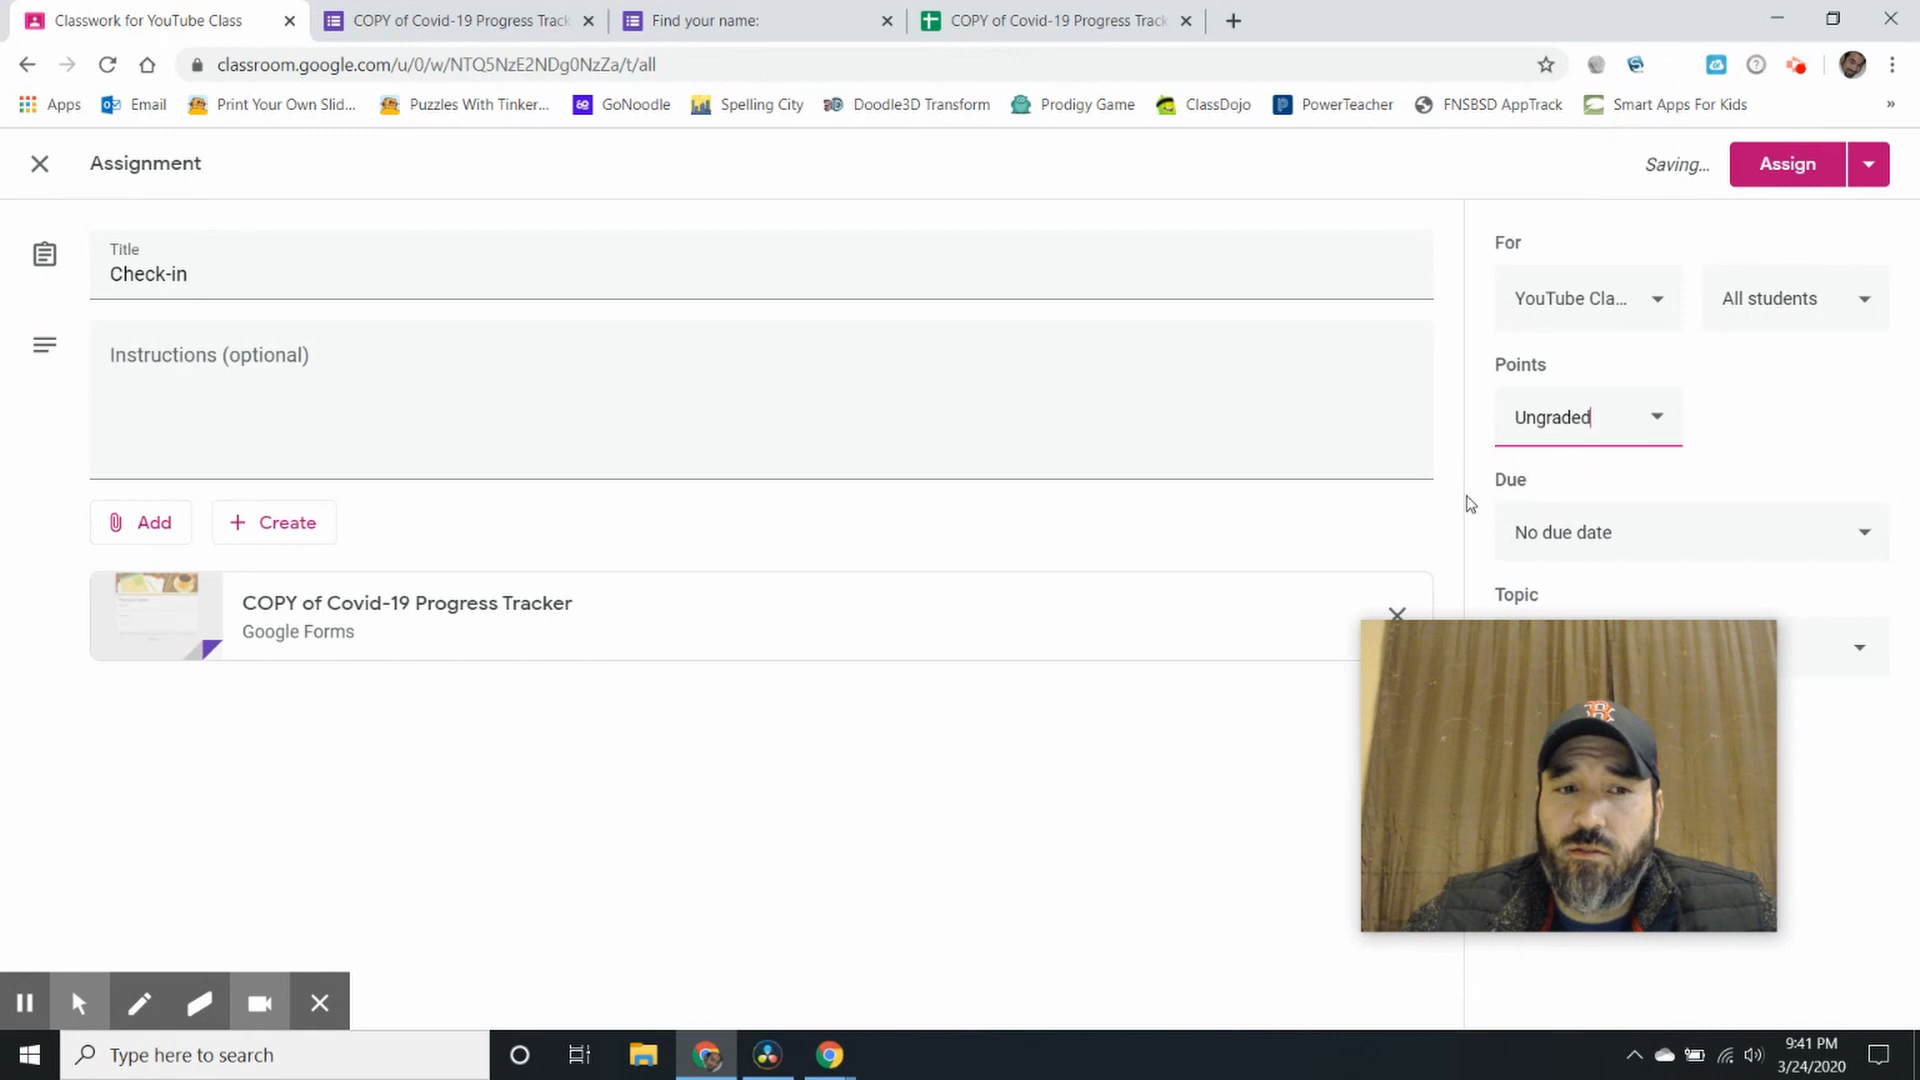 Classwork for YouTube Class
COPY of Covid-19 Progress Track
Find your name:
COPY of Covid-19 Progress Track
classroom.google.com/u/0/w/NTQ5NzE2NDg0NzZa/t/all
Apps
Email
Print Your Own Slid...
Puzzles With Tinker...
GoNoodle
Spelling City
Doodle3D Transform
Prodigy Game
ClassDojo
PowerTeacher
FNSBSD AppTrack
Smart Apps For Kids
»
Assignment
Saving...
Assign
Title
Check-in
Instructions (optional)
Add
Create
COPY of Covid-19 Progress Tracker
Google Forms
For
YouTube Cla...
All students
Points
Ungraded
Due
No due date
Topic
B
Type here to search
9:41 PM
3/24/2020